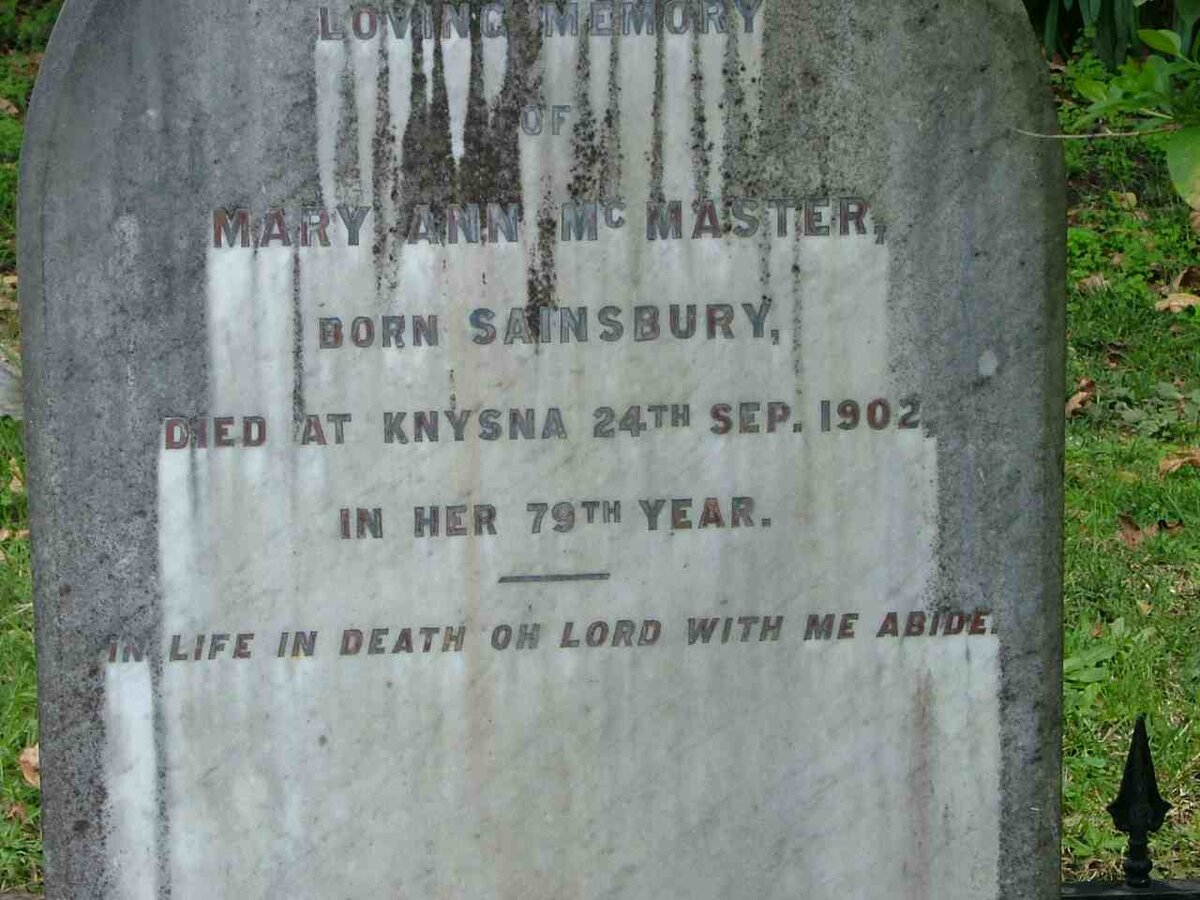 LOVING MEMORY
OF
MARY ANN Mc MASTER,
BORN SAINSBURY,
DIED AT KNYSNA 24TH SEP. 1902,
IN HER 79TH YEAR.
IN LIFE IN DEATH OH LORD WITH ME ABIDE.